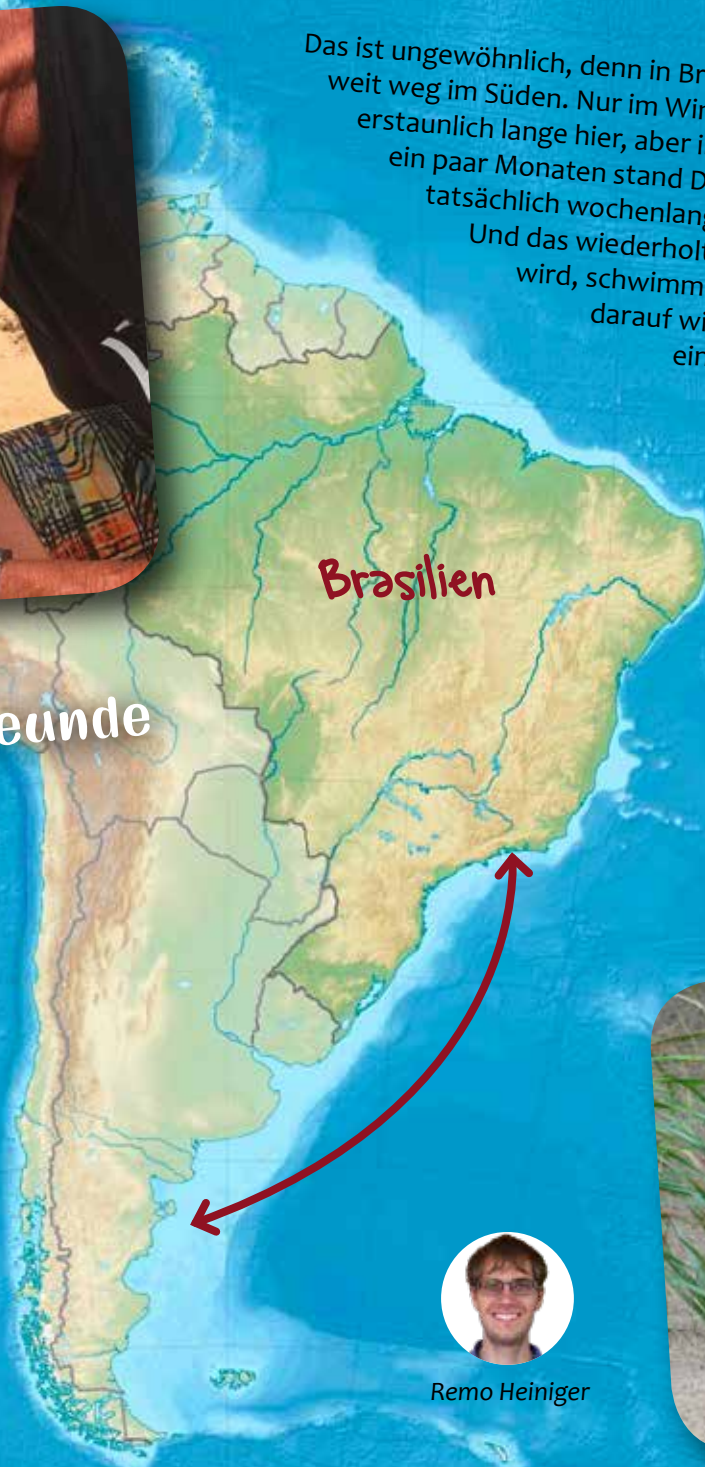 Das ist ungewöhnlich, denn in Br
weit weg im Süden. Nur im Win
erstaunlich lange hier, aber i
ein paar Monaten stand D
tatsächlich wochenlang
Und das wiederholt
wird, schwimm
darauf wi
ein
Brasilien
eunde
Remo Heiniger